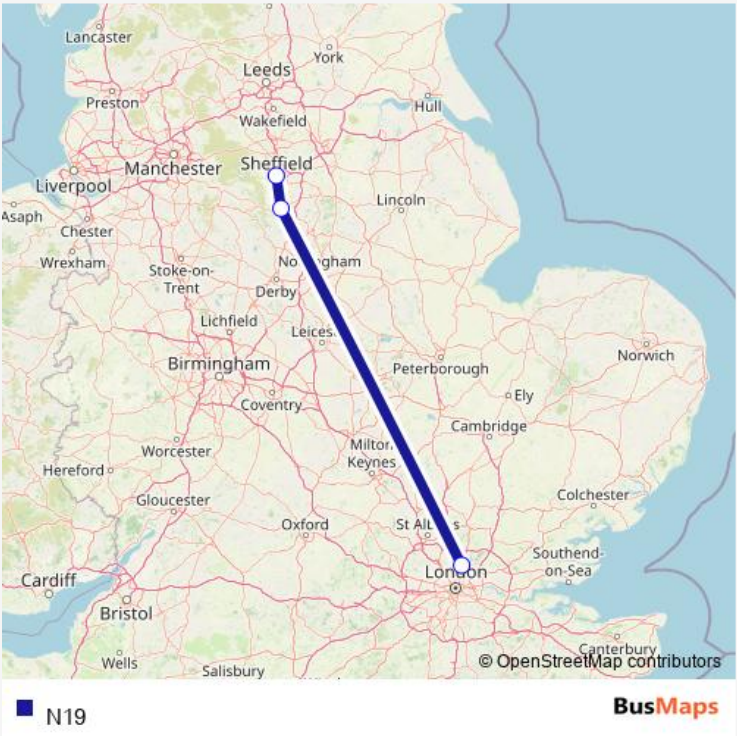 Lancaster
York
Leeds
Preston
Hull
Wakefield
Sheffield
Manchester
Liverpool
Lincoln
Asaph
Chester
Wrexham
No ngham
Stoke-on-
Trent
Derby
Lichfield
Leices
Norwich
Birmingham
Peterborough
Ely
Coventry
Cambridge
Worcester
Milton
Keynes
Hereford
Colchester
Gloucester
Oxford
St Al s
Southend-
on-Sea
London
Cardiff
Bristol
Canterbury
Wells
Salisbury
© OpenStreetMap contributors
N19
BusMaps